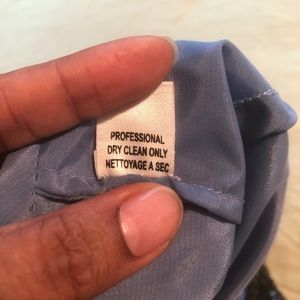 PROFESSIONAL
DRY CLEAN ONLY
NETTOYAGE A SEC